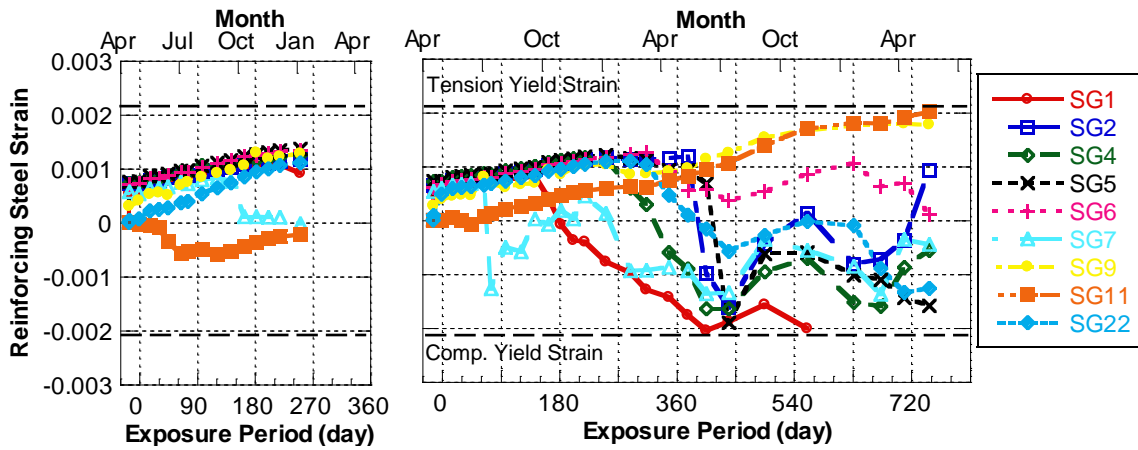 Month
Month
Apr Jul Oct Jan Apr
Apr Oct Apr Oct Apr
0.003
0.002
0.001
0
-0.001
-0.002
-0.003
Reinforcing Steel Strain
Tension Yield Strain
Comp. Yield Strain
0 90 180 270 360
0 180 360 540 720
Exposure Period (day)
Exposure Period (day)
SG1
SG2
SG4
SG5
SG6
SG7
SG9
SG11
SG22